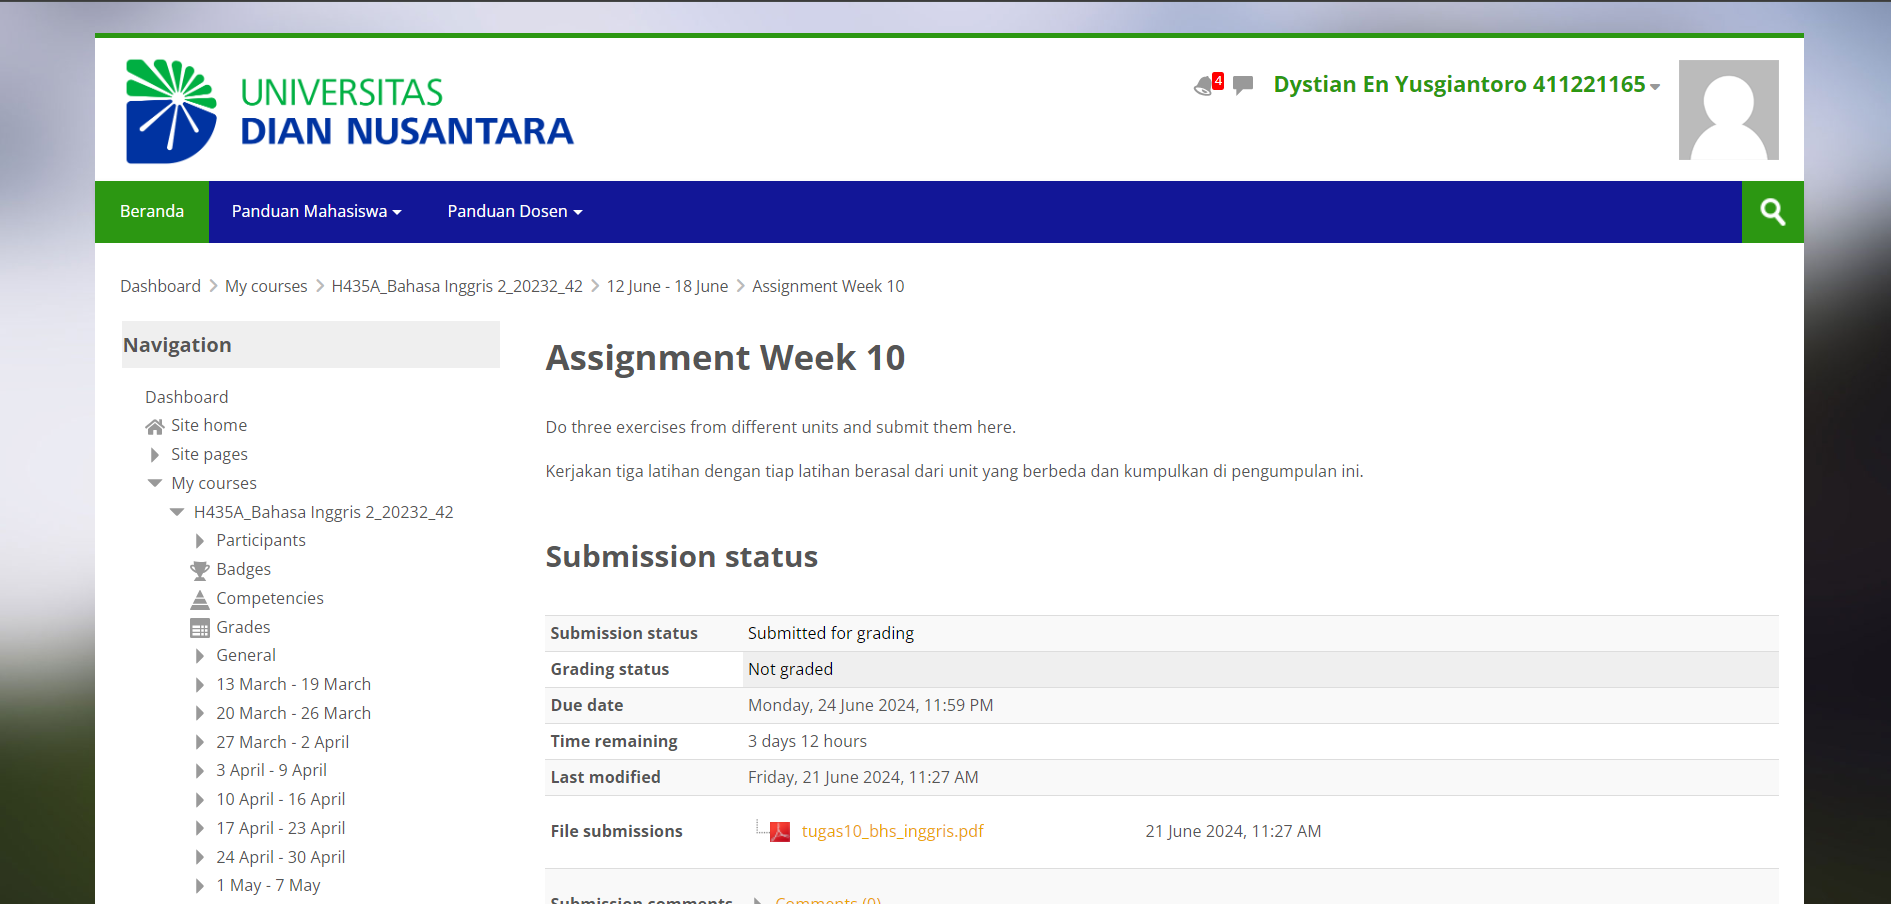 UNIVERSITAS
DIAN NUSANTARA
4
Dystian En Yusgiantoro 411221165
Beranda
Panduan Mahasiswa
Panduan Dosen
Dashboard
My courses
H435A_Bahasa Inggris 2_20232_42
12 June - 18 June
Assignment Week 10
Navigation
Dashboard
Site home
Site pages
My courses
H435A_Bahasa Inggris 2_20232_42
Participants
Badges
Competencies
Grades
General
13 March - 19 March
20 March - 26 March
27 March - 2 April
3 April - 9 April
10 April - 16 April
17 April - 23 April
24 April - 30 April
1 May - 7 May
Assignment Week 10
Do three exercises from different units and submit them here.
Kerjakan tiga latihan dengan tiap latihan berasal dari unit yang berbeda dan kumpulkan di pengumpulan ini.
Submission status
Submission status Submitted for grading
Grading status Not graded
Due date Monday, 24 June 2024, 11:59 PM
Time remaining 3 days 12 hours
Last modified Friday, 21 June 2024, 11:27 AM
File submissions tugas10_bhs_inggris.pdf 21 June 2024, 11:27 AM
Submission comments Comments (0)